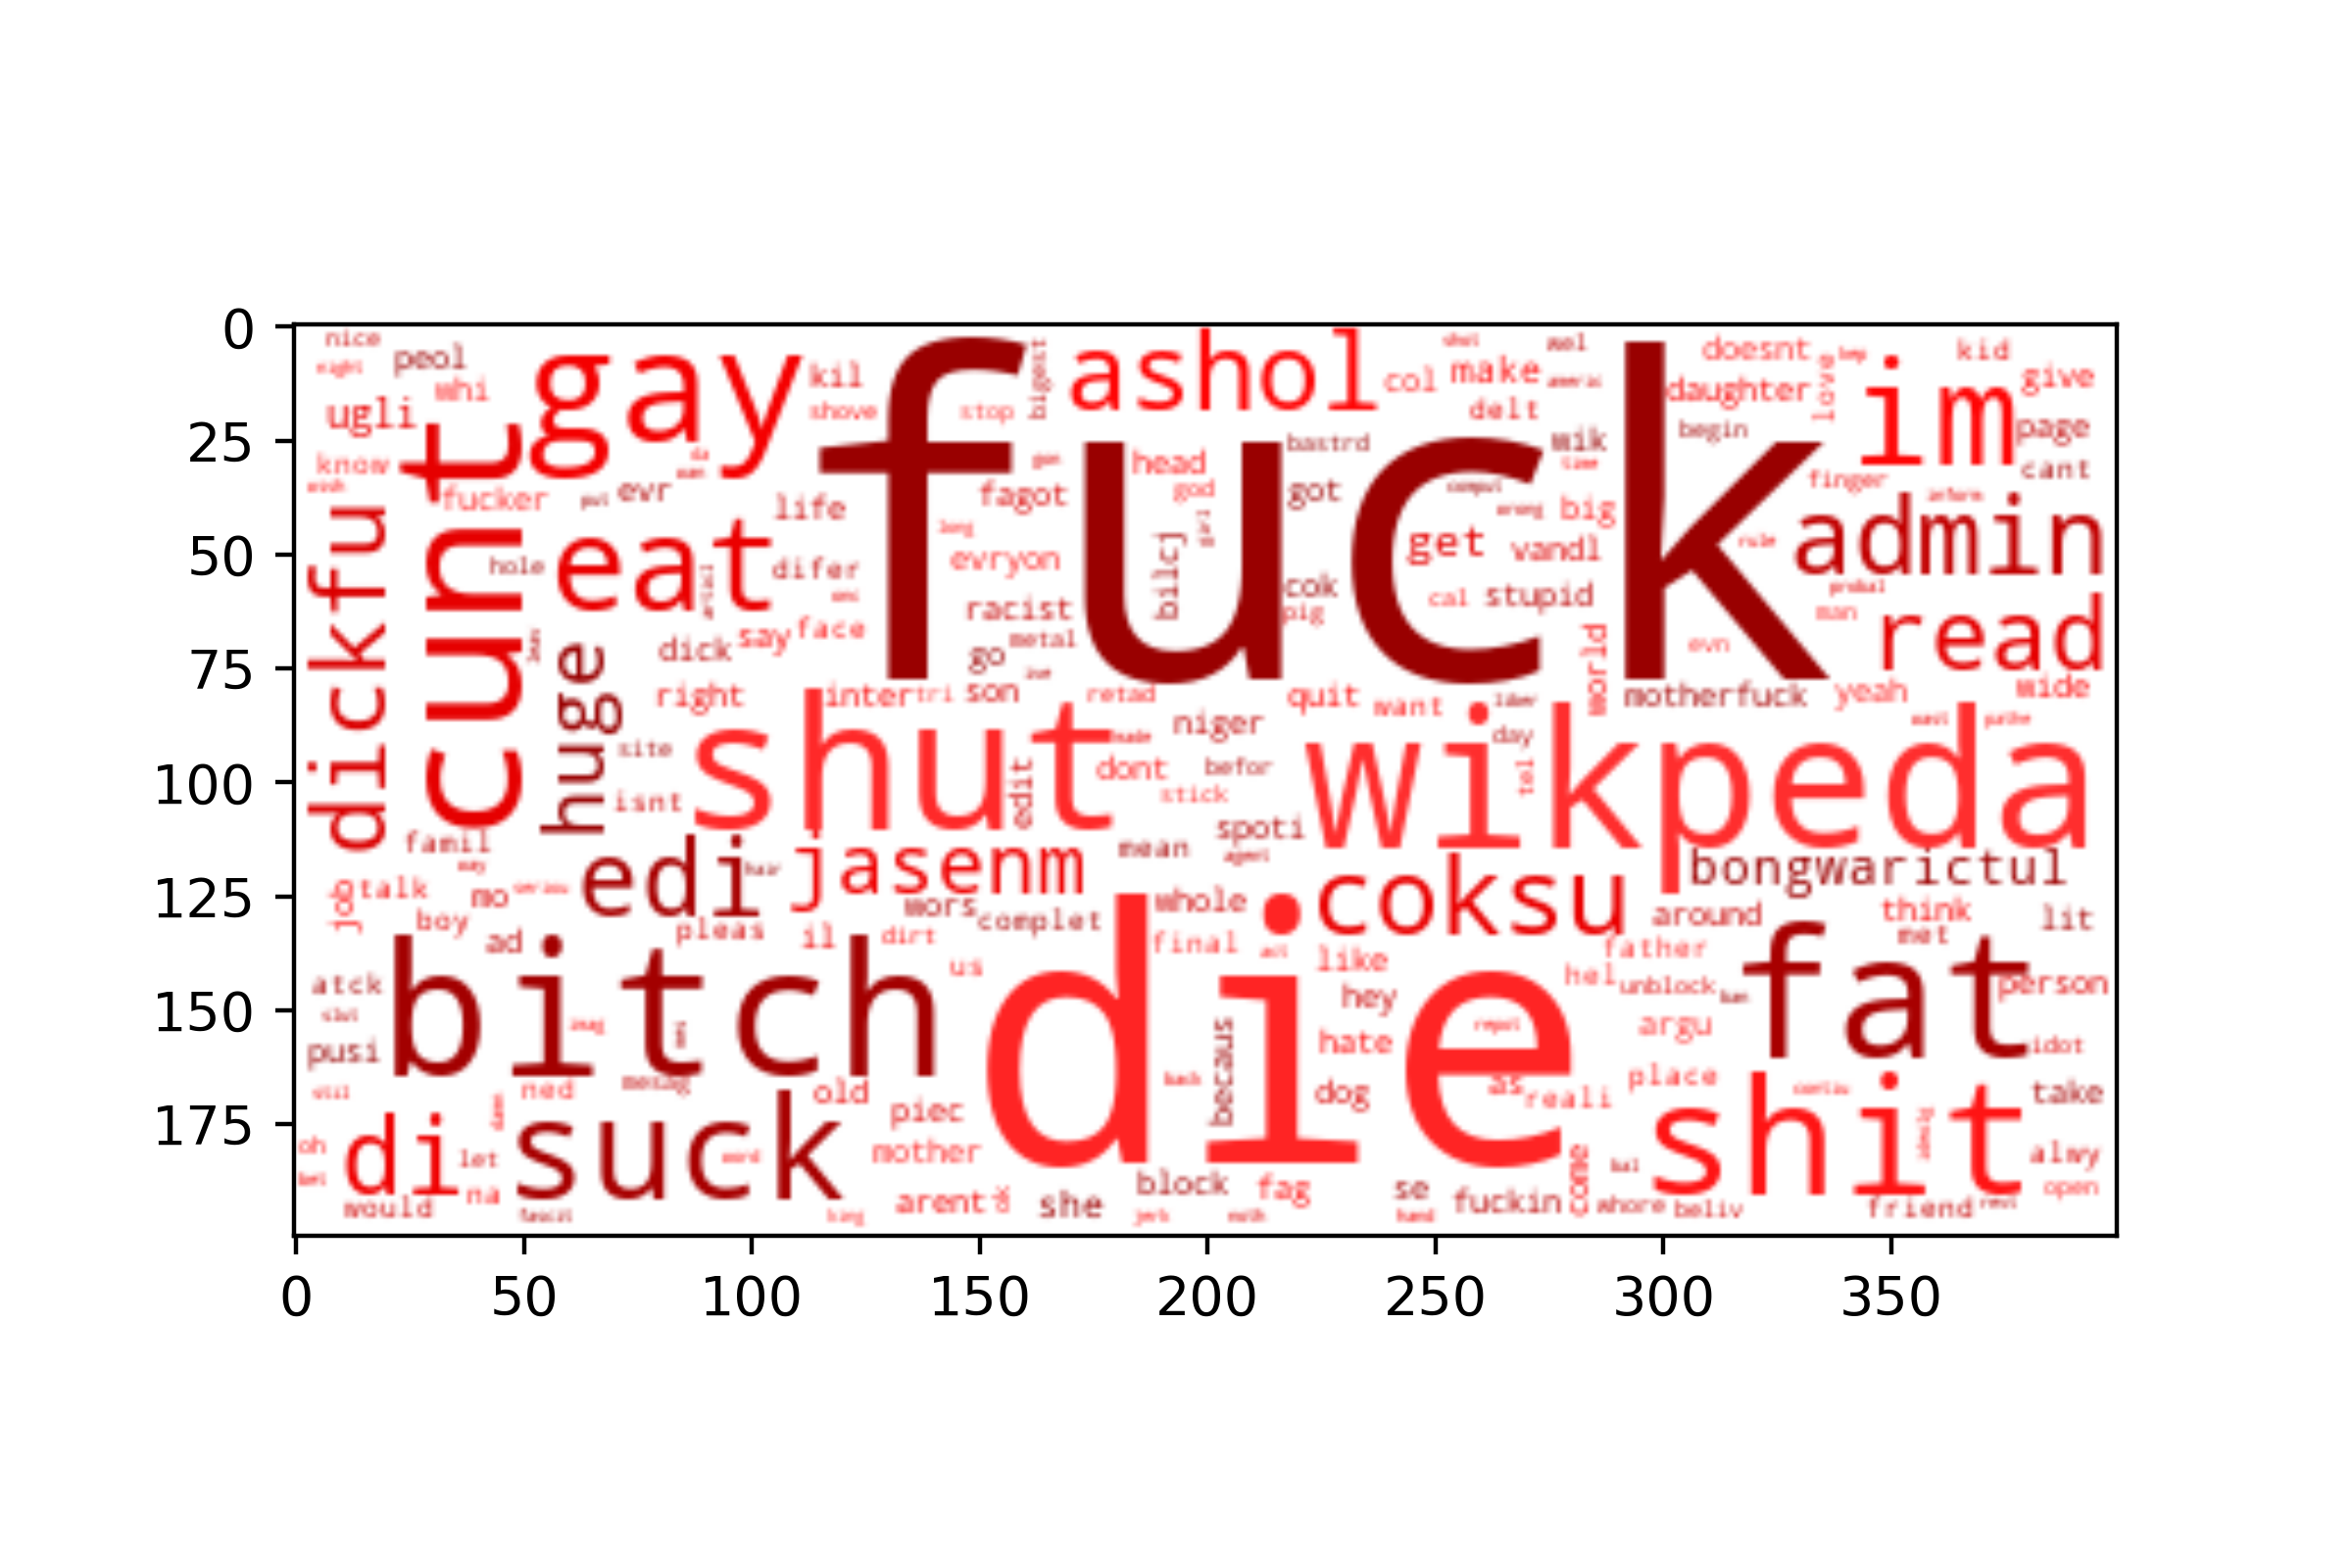 0
25
50
75
100
125
150
175
0 50 100 150 200 250 300 350
nice peol whi ugli know gay kil shove stop bigest ashol col make doesnt kid give
daughter love im page delt begin cant wik bastrd finger
fuck
cunt
dickfu
fucker evr life fagot head god got big admin
hole eat difer evryon bilcj get vandl
cok pig cal stupid man read
racist dick say face go metal world evn
huge right inter tri son retad quit want motherfuck yeah wide
site shut niger day wikpeda
isnt edit dont befor stick tel
famil edi jasenm mean spoti bongwarictul
jog talk mo wors complet whole coksu around think lit
boy ad pleas il dirt final father met
atck bitch us like hel unblock fat person
die hey argu
pusi hate idot
ned mesag old becaus dog as reali place take
di suck piec shit
oh let mother alwy
na would arent she block fag se fuckin come whore beliv friend open